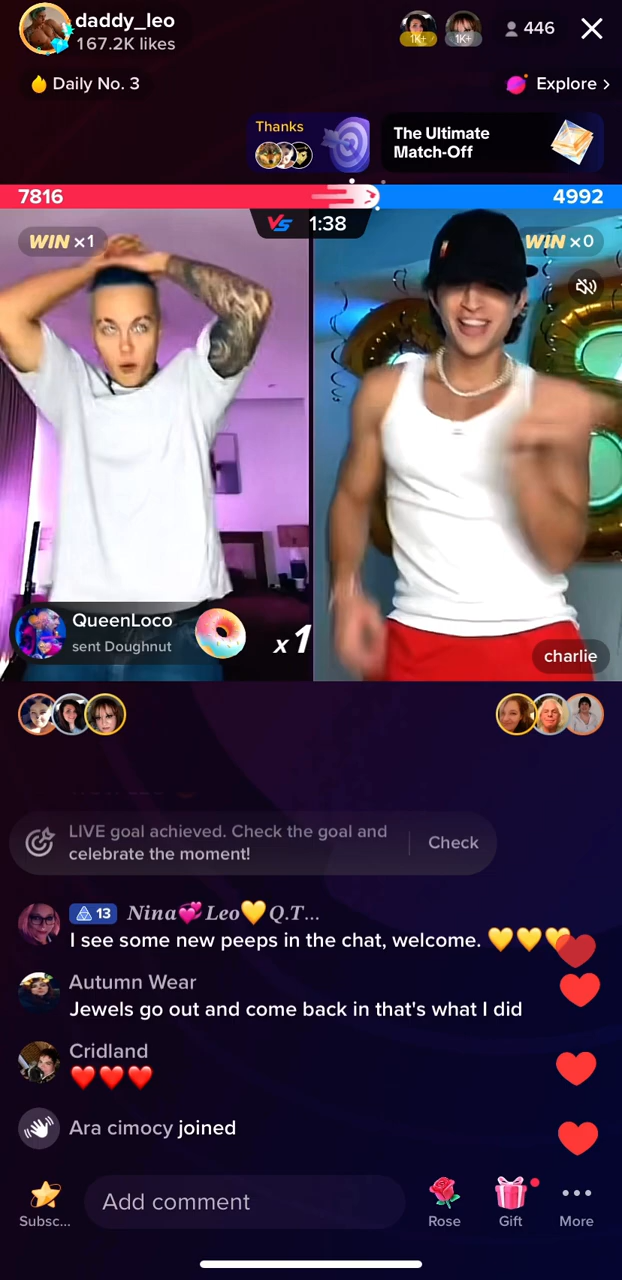 daddy_leo
167.2K likes
1K+
1K+
446
Daily No. 3
Explore >
Thanks
The Ultimate
Match-Off
7816
4992
VS 1:38
WIN x1
WIN x0
QueenLoco
sent Doughnut
x1
charlie
LIVE goal achieved. Check the goal and
celebrate the moment!
Check
13 Nina💞Leo💛Q.T...
I see some new peeps in the chat, welcome. 💛💛💛
Autumn Wear
Jewels go out and come back in that's what I did
Cridland
❤️❤️❤️
Ara cimocy joined
Add comment
Subsc...
Rose
Gift
More